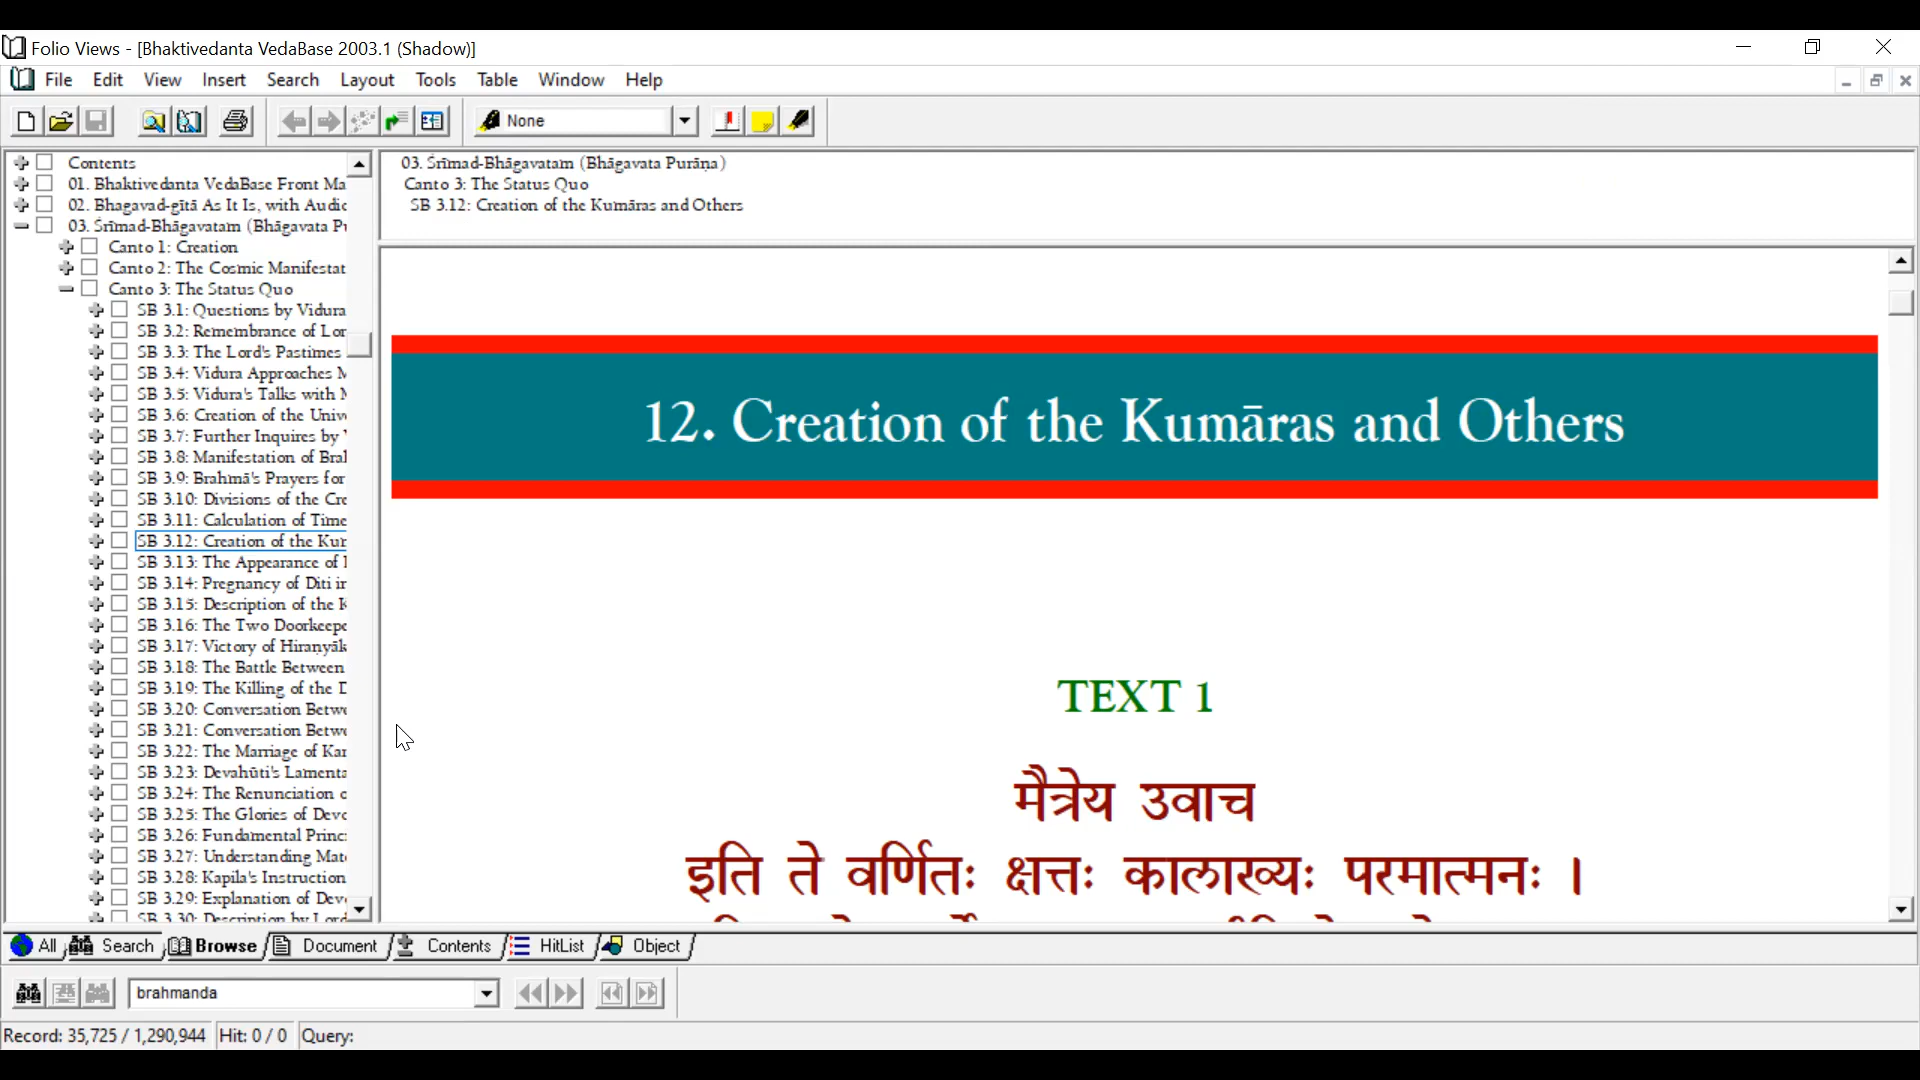 Folio Views - [Bhaktivedanta VedaBase 2003.1 (Shadow)]
File Edit View Insert Search Layout Tools Table Window Help
None
Contents
01. Bhaktivedanta VedaBase Front Ma
02. Bhagavad-gītā As It Is, with Audio
03. Śrīmad-Bhāgavatam (Bhāgavata Pu
Canto 1: Creation
Canto 2: The Cosmic Manifestat
Canto 3: The Status Quo
SB 3.1: Questions by Vidura
SB 3.2: Remembrance of Lor
SB 3.3: The Lord's Pastimes
SB 3.4: Vidura Approaches M
SB 3.5: Vidura's Talks with M
SB 3.6: Creation of the Unive
SB 3.7: Further Inquires by V
SB 3.8: Manifestation of Brah
SB 3.9: Brahmā's Prayers for
SB 3.10: Divisions of the Cre
SB 3.11: Calculation of Time
SB 3.12: Creation of the Kum
SB 3.13: The Appearance of L
SB 3.14: Pregnancy of Diti in
SB 3.15: Description of the K
SB 3.16: The Two Doorkeepe
SB 3.17: Victory of Hiraṇyāk
SB 3.18: The Battle Between
SB 3.19: The Killing of the D
SB 3.20: Conversation Betwe
SB 3.21: Conversation Betwe
SB 3.22: The Marriage of Kar
SB 3.23: Devahūti's Lamenta
SB 3.24: The Renunciation o
SB 3.25: The Glories of Devo
SB 3.26: Fundamental Princi
SB 3.27: Understanding Mate
SB 3.28: Kapila's Instruction
SB 3.29: Explanation of Dev
SB 3.30: Description by Lord
03. Śrīmad-Bhāgavatam (Bhāgavata Purāṇa)
Canto 3: The Status Quo
SB 3.12: Creation of the Kumāras and Others
12. Creation of the Kumāras and Others
TEXT 1
मैत्रेय उवाच
इति ते वर्णितः क्षत्तः कालाख्यः परमात्मनः ।
All Search Browse Document Contents HitList Object
brahmanda
Record: 35,725 / 1,290,944 Hit: 0 / 0 Query: